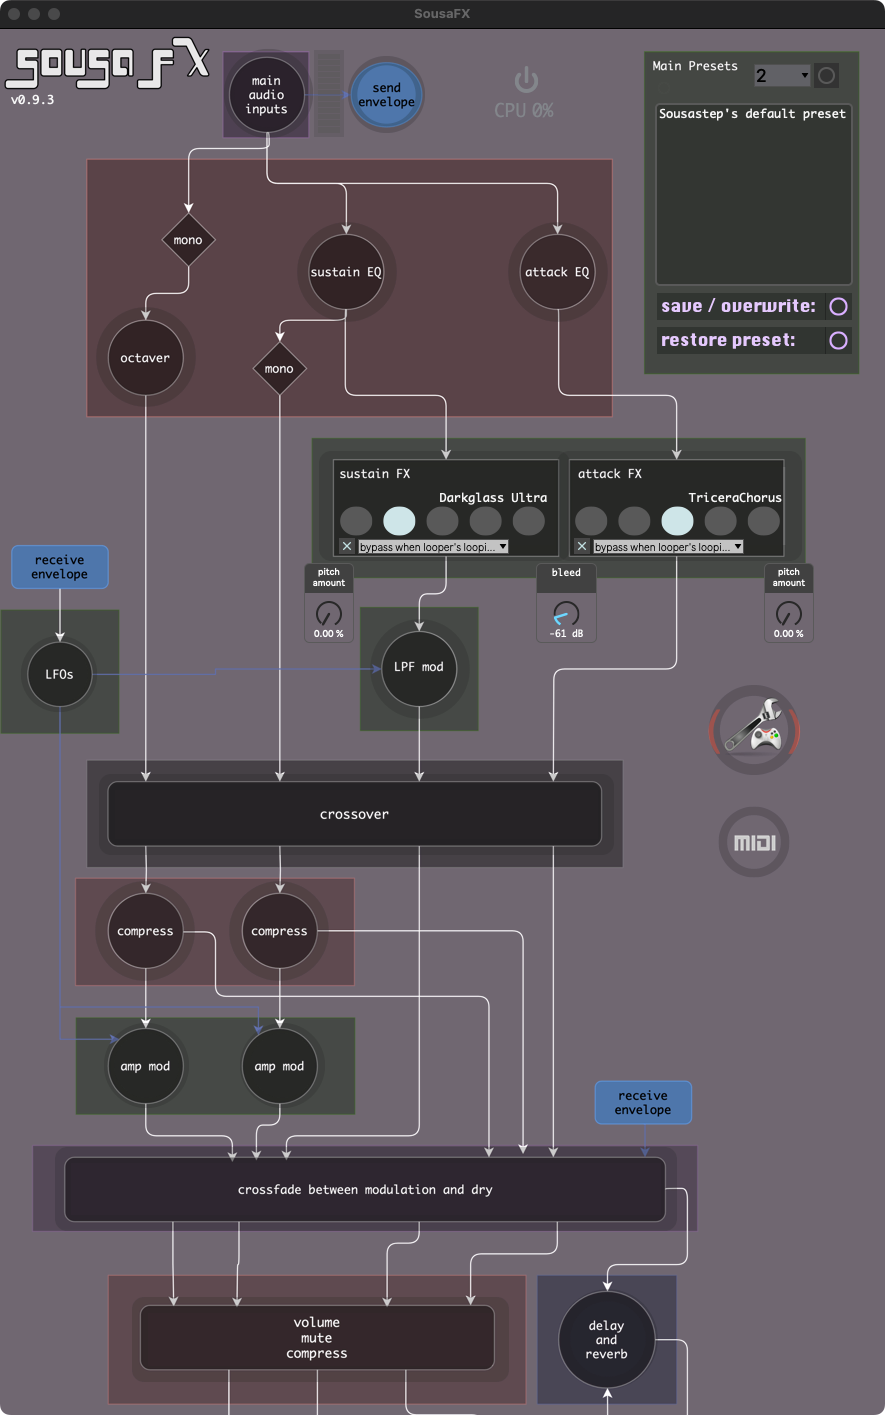 SousaFX
sousa FX
v0.9.3
main
audio
inputs
send
envelope
CPU 0%
Main Presets
2
Sousastep's default preset
save / overwrite:
restore preset:
mono
sustain EQ
attack EQ
octaver
mono
sustain FX
Darkglass Ultra
bypass when looper's loopi...
attack FX
TriceraChorus
bypass when looper's loopi...
receive
envelope
pitch
amount
0.00 %
bleed
-61 dB
pitch
amount
0.00 %
LFOs
LPF mod
crossover
MIDI
compress
compress
amp mod
amp mod
receive
envelope
crossfade between modulation and dry
volume
mute
compress
delay
and
reverb